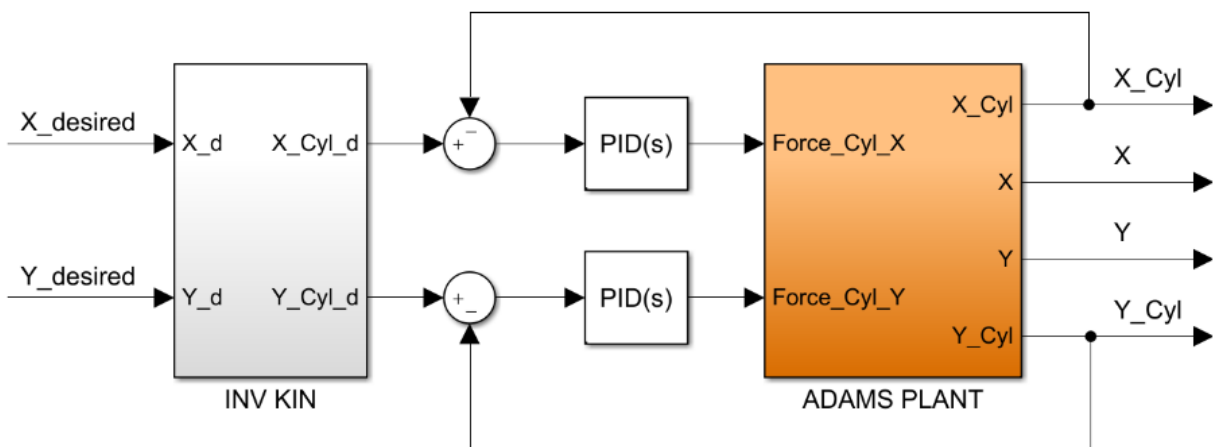 X_desired
X_d
X_Cyl_d
+
−
PID(s)
Force_Cyl_X
X_Cyl
X_Cyl
X
X
Y_desired
Y_d
Y_Cyl_d
+
−
PID(s)
Force_Cyl_Y
Y
Y
Y_Cyl
Y_Cyl
INV KIN
ADAMS PLANT